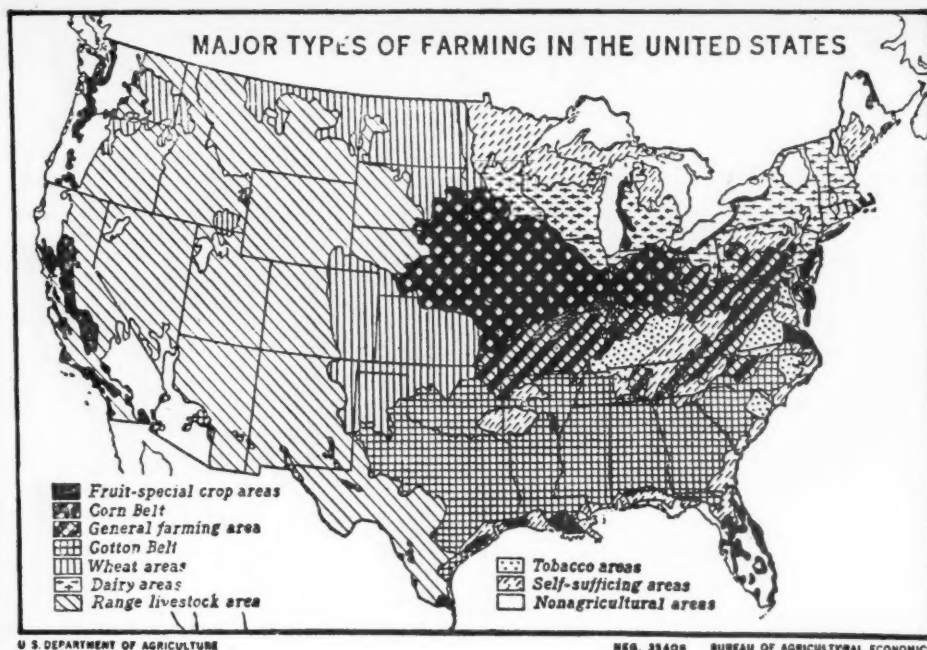 MAJOR TYPES OF FARMING IN THE UNITED STATES
Fruit-special crop areas
Corn Belt
General farming area
Cotton Belt
Wheat areas
Dairy areas
Range livestock area
Tobacco areas
Self-sufficing areas
Nonagricultural areas
U S. DEPARTMENT OF AGRICULTURE
NEG. BUREAU OF AGRICULTURAL ECONOMICS